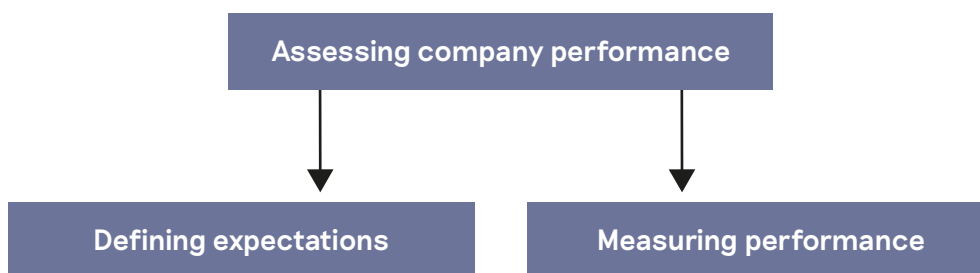 Assessing company performance
Defining expectations
Measuring performance